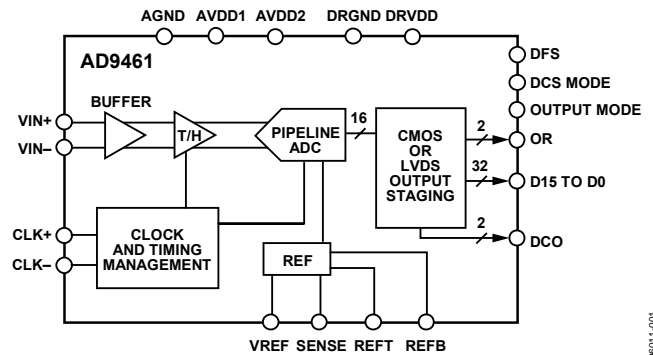 AGND AVDD1 AVDD2 DRGND DRVDD
AD9461
DFS
DCS MODE
OUTPUT MODE
OR
D15 TO D0
DCO
BUFFER
VIN+
VIN–
T/H
PIPELINE
ADC
16
CMOS
OR
LVDS
OUTPUT
STAGING
2
32
2
CLK+
CLK–
CLOCK
AND TIMING
MANAGEMENT
REF
VREF SENSE REFT REFB
06011-001